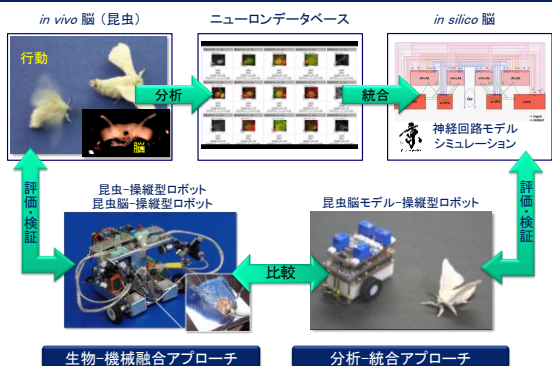 in vivo 脳（昆虫）
ニューロンデータベース
in silico 脳
行動
脳
分析
統合
京
神経回路モデル
シミュレーション
評価・検証
昆虫-操縦型ロボット
昆虫脳-操縦型ロボット
昆虫脳モデル-操縦型ロボット
評価・検証
比較
生物-機械融合アプローチ
分析-統合アプローチ